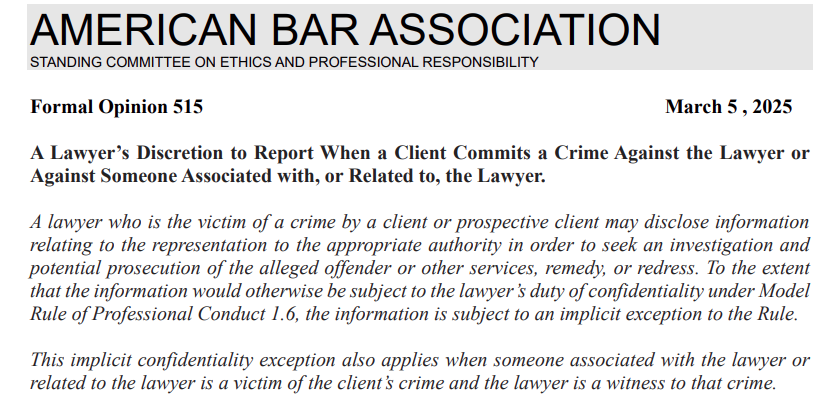 AMERICAN BAR ASSOCIATION
STANDING COMMITTEE ON ETHICS AND PROFESSIONAL RESPONSIBILITY
Formal Opinion 515 March 5 , 2025
A Lawyer’s Discretion to Report When a Client Commits a Crime Against the Lawyer or
Against Someone Associated with, or Related to, the Lawyer.
A lawyer who is the victim of a crime by a client or prospective client may disclose information
relating to the representation to the appropriate authority in order to seek an investigation and
potential prosecution of the alleged offender or other services, remedy, or redress. To the extent
that the information would otherwise be subject to the lawyer’s duty of confidentiality under Model
Rule of Professional Conduct 1.6, the information is subject to an implicit exception to the Rule.
This implicit confidentiality exception also applies when someone associated with the lawyer or
related to the lawyer is a victim of the client’s crime and the lawyer is a witness to that crime.